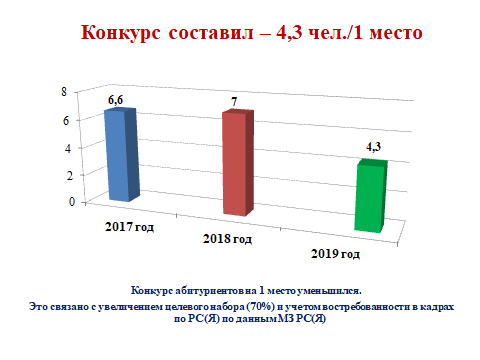 Конкурс составил – 4,3 чел./1 место
8
6
4
2
0
6,6
7
4,3
2017 год
2018 год
2019 год
Конкурс абитуриентов на 1 место уменьшился.
Это связано с увеличением целевого набора (70%) и учетом востребованности в кадрах
по РС(Я) по данным МЗ РС(Я)